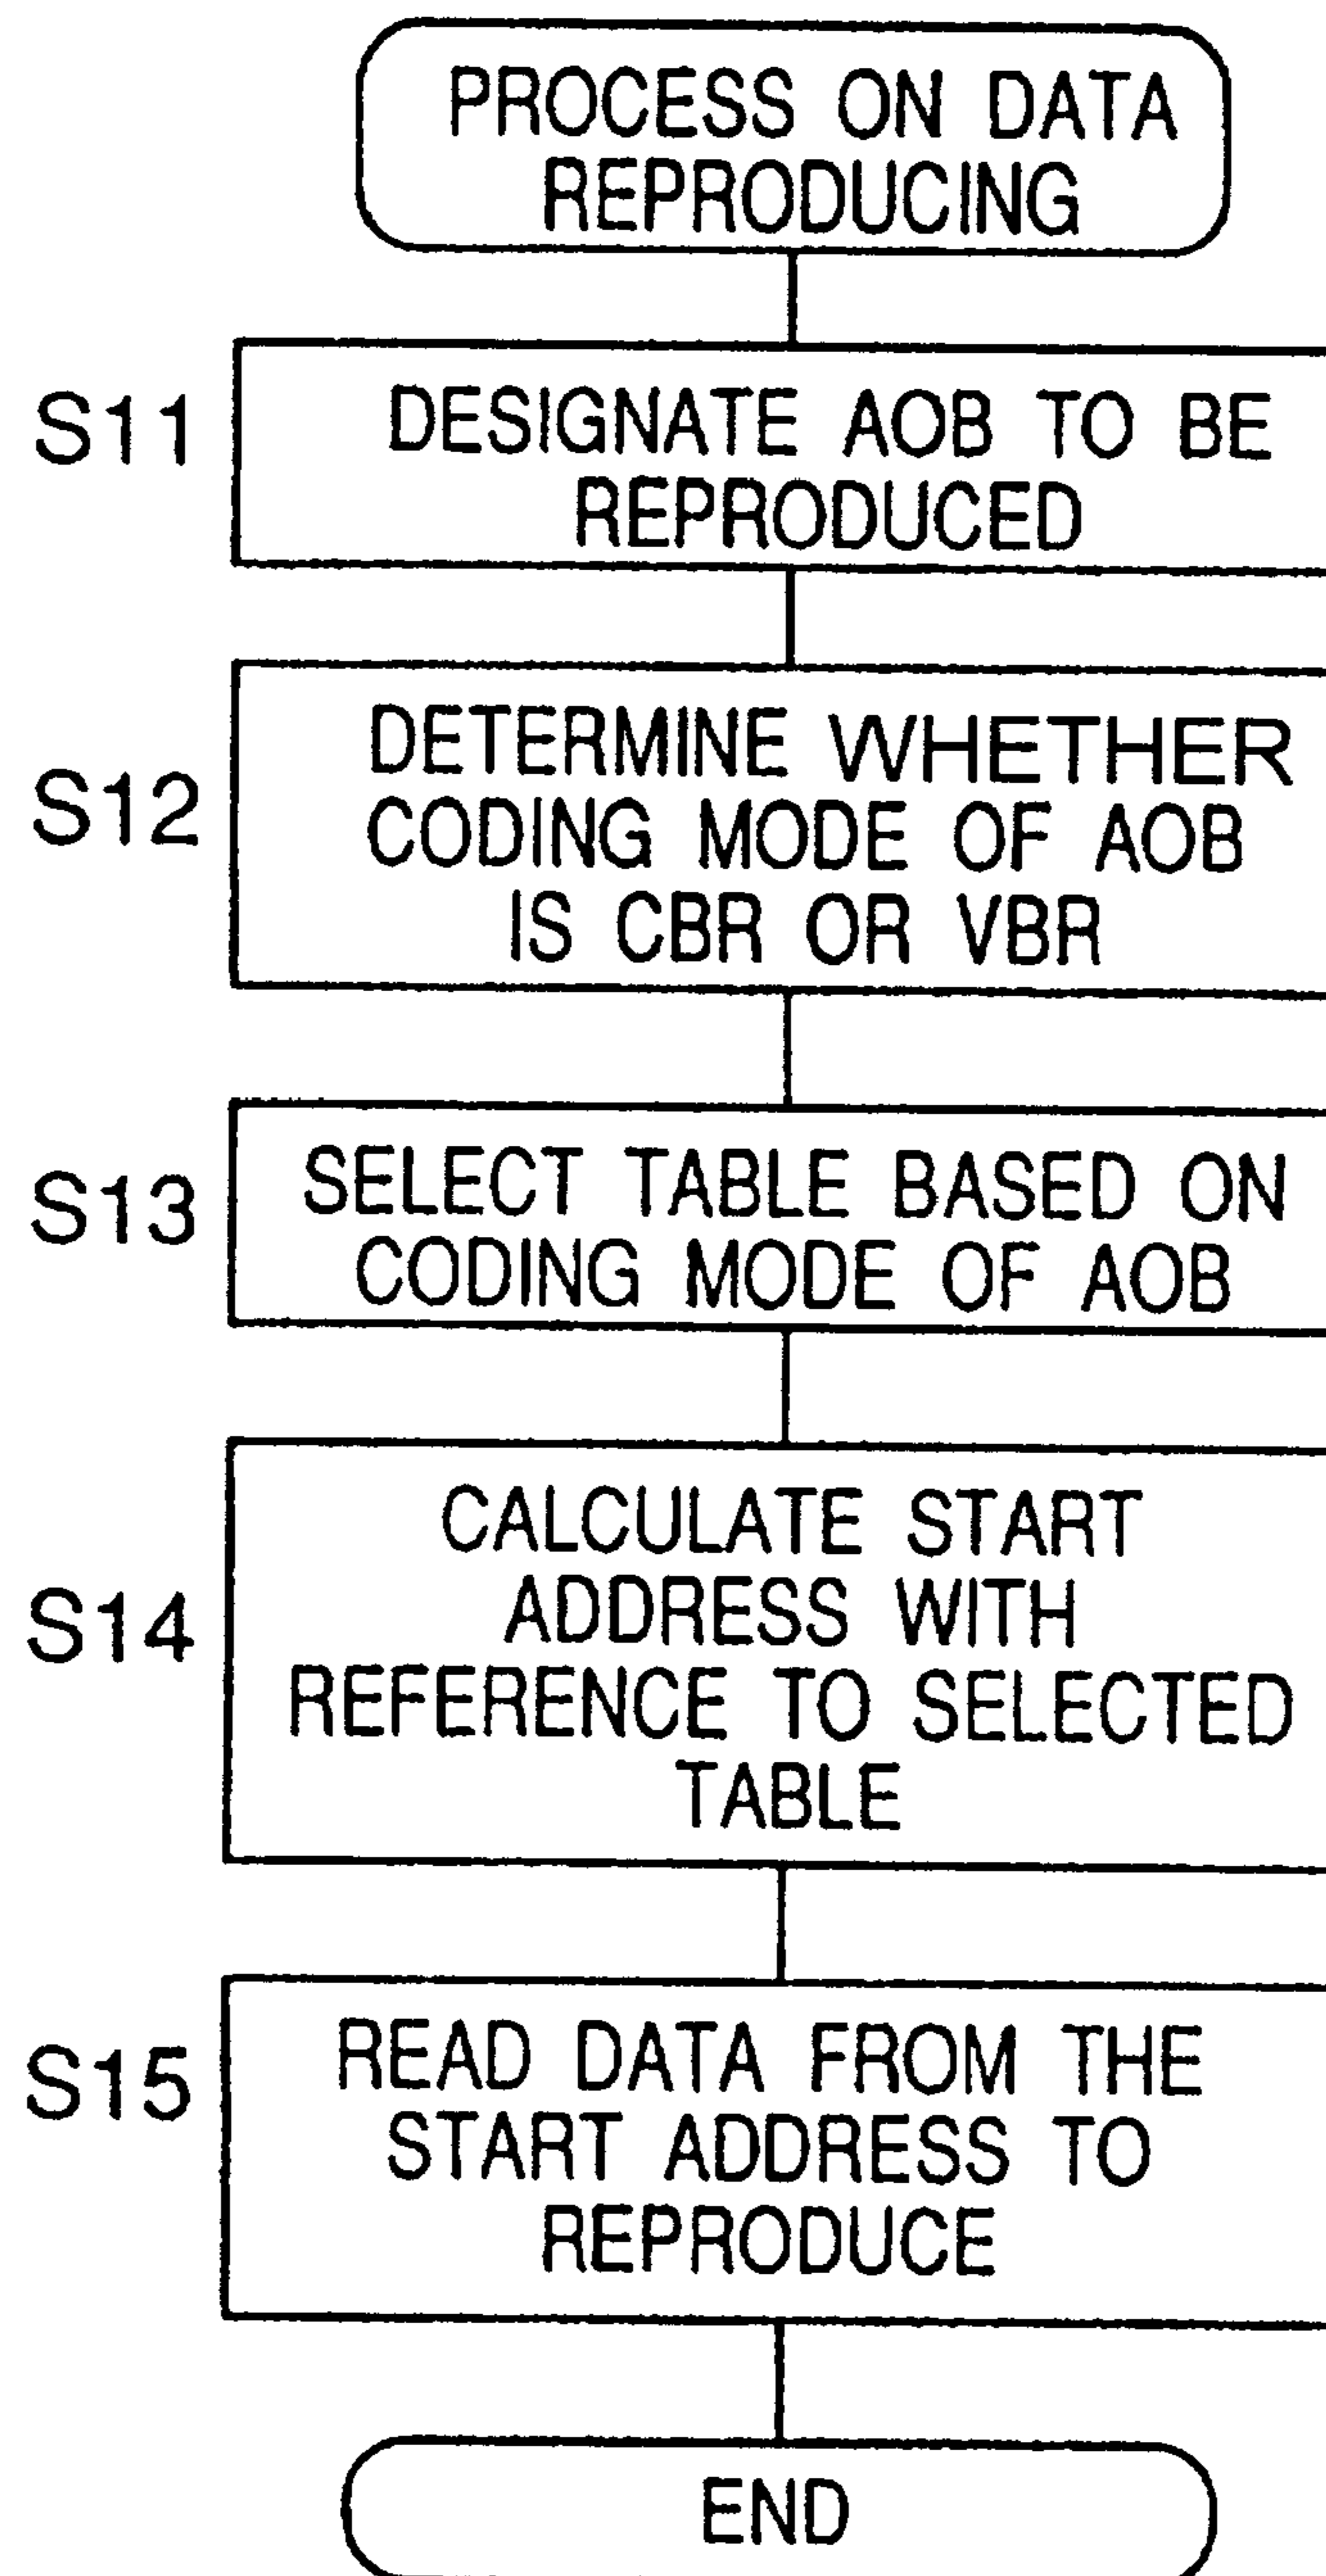 PROCESS ON DATA
REPRODUCING
S11
DESIGNATE AOB TO BE
REPRODUCED
S12
DETERMINE WHETHER
CODING MODE OF AOB
IS CBR OR VBR
S13
SELECT TABLE BASED ON
CODING MODE OF AOB
S14
CALCULATE START
ADDRESS WITH
REFERENCE TO SELECTED
TABLE
S15
READ DATA FROM THE
START ADDRESS TO
REPRODUCE
END